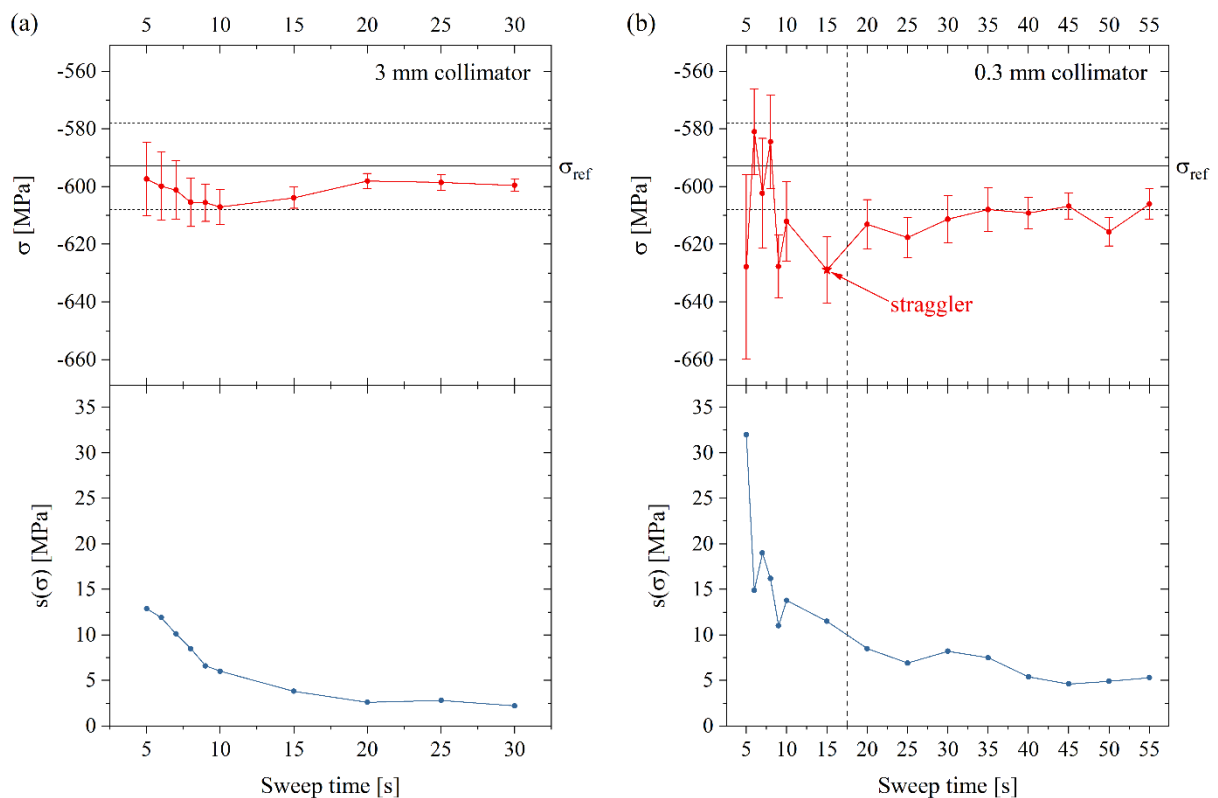 (a)
5 10 15 20 25 30
3 mm collimator
-560
-580
-600
-620
-640
-660
σ [MPa]
σref
35
30
25
20
15
10
5
0
s(σ) [MPa]
5 10 15 20 25 30
Sweep time [s]
(b)
5 10 15 20 25 30 35 40 45 50 55
0.3 mm collimator
-560
-580
-600
-620
-640
-660
σ [MPa]
σref
straggler
35
30
25
20
15
10
5
0
s(σ) [MPa]
5 10 15 20 25 30 35 40 45 50 55
Sweep time [s]